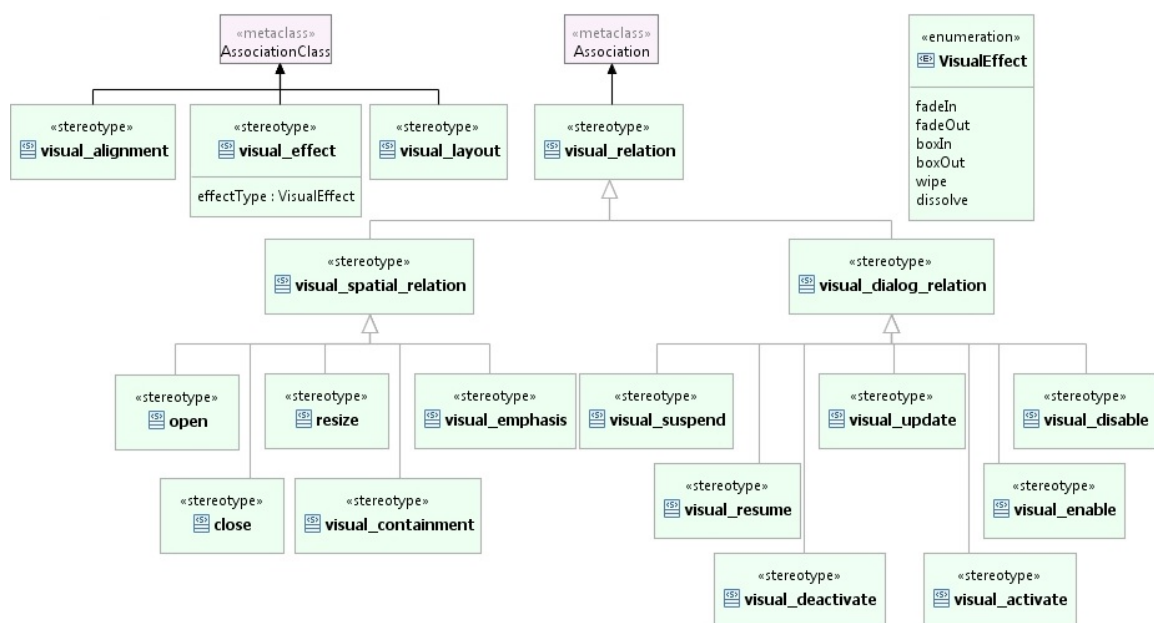 «metaclass»
AssociationClass
«metaclass»
Association
«enumeration»
VisualEffect
fadeIn
fadeOut
boxIn
boxOut
wipe
dissolve
«stereotype»
visual_alignment
«stereotype»
visual_effect
effectType : VisualEffect
«stereotype»
visual_layout
«stereotype»
visual_relation
«stereotype»
visual_spatial_relation
«stereotype»
visual_dialog_relation
«stereotype»
open
«stereotype»
resize
«stereotype»
visual_emphasis
«stereotype»
visual_suspend
«stereotype»
visual_update
«stereotype»
visual_disable
«stereotype»
close
«stereotype»
visual_containment
«stereotype»
visual_resume
«stereotype»
visual_enable
«stereotype»
visual_deactivate
«stereotype»
visual_activate